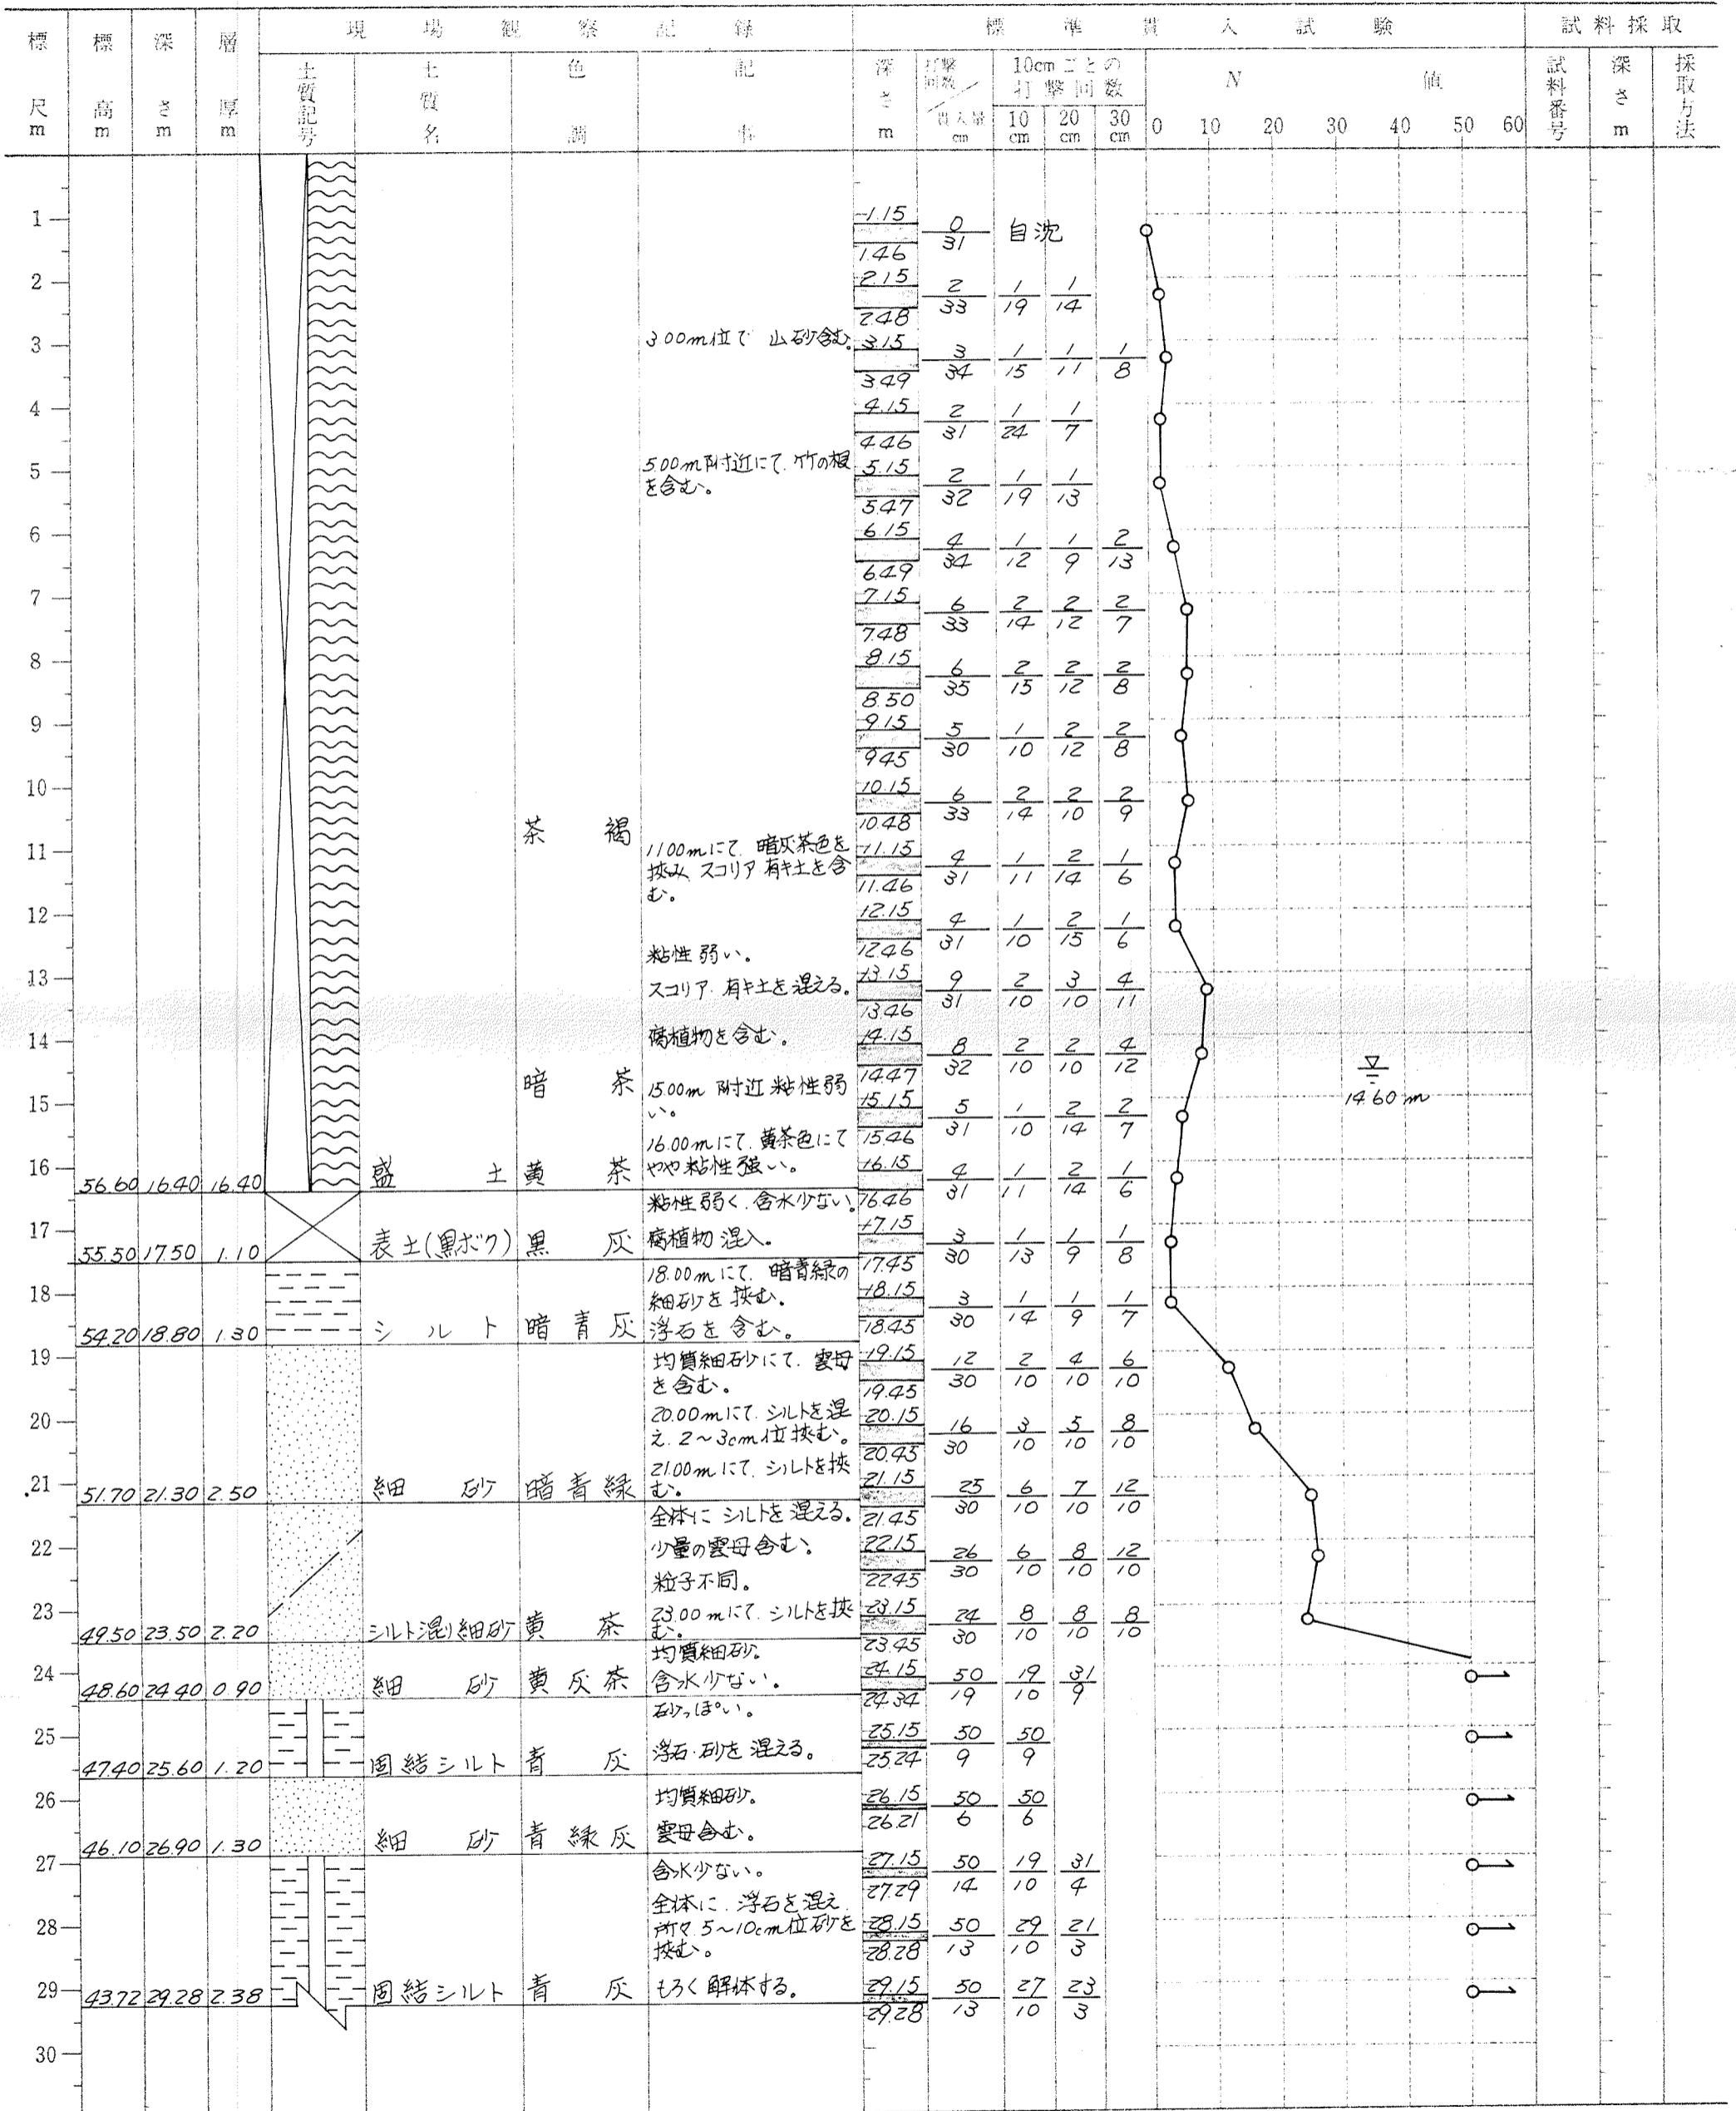 現場観察記録 標準貫入試験 試料採取
標尺m 標高m 深さm 層厚m 土質記号 土質名 色調 記事 深さm 打撃回数/貫入量cm 10cmごとの打撃回数 N値 試料番号 深さm 採取方法
10cm 20cm 30cm 0 10 20 30 40 50 60
1.15 0/31 自沈
1
1.46
2.15 2/33 1/19 1/14
2
2.48
3.00m位で山砂含む。 3.15 3/34 1/15 1/11 1/8
3
3.49
4.15 2/31 1/24 1/7
4
4.46
5.00m附近にて、竹の根 5.15 2/32 1/19 1/13
5
を含む。
5.47
6.15 4/34 1/12 1/9 2/13
6
6.49
7.15 6/33 2/14 2/12 2/7
7
7.48
8.15 6/35 2/15 2/12 2/8
8
8.50
9.15 5/30 1/10 2/12 2/8
9
9.45
10.15 6/33 2/14 2/10 2/9
10
10.48
茶褐
11.00mにて、暗灰茶色を 11.15 4/31 1/11 2/14 1/6
11
挟み、スコリア有キ土を含
む。
11.46
12.15 4/31 1/10 2/15 1/6
12
粘性弱い。 12.46
13.15 9/31 2/10 3/10 4/11
13
スコリア・有キ土を混える。
13.46
腐植物を含む。 14.15 8/32 2/10 2/10 4/12
14
14.47
暗茶 15.00m附近粘性弱
い。 15.15 5/31 1/10 2/14 2/7
14.60m
15
16.00mにて、黄茶色にて 15.46
16
56.60 16.40 16.40 盛土 黄茶 やや粘性強い。 16.15 4/31 1/11 2/14 1/6
粘性弱く、含水少ない。 16.46
17
55.50 17.50 1.10 表土(黒ボク) 黒灰 腐植物混入。 17.15 3/30 1/13 1/9 1/8
17.45
18.00mにて、暗青緑の
18
細砂を挟む。 18.15 3/30 1/14 1/9 1/7
54.20 18.80 1.30 シルト 暗青灰 浮石を含む。 18.45
19
均質細砂にて、雲母 19.15 12/30 2/10 4/10 6/10
を含む。 19.45
20.00mにて、シルトを混 20.15 16/30 3/10 5/10 8/10
20
え、2~3cm位挟む。
20.45
21.00mにて、シルトを挟
21
51.70 21.30 2.50 細砂 暗青緑 む。 21.15 25/30 6/10 7/10 12/10
全体にシルトを混える。 21.45
22
少量の雲母含む。 22.15 26/30 6/10 8/10 12/10
粒子不同。 22.45
23
23.00mにて、シルトを挟 23.15 24/30 8/10 8/10 8/10
49.50 23.50 2.20 シルト混り細砂 黄茶 む。 23.45
均質細砂。
24
48.60 24.40 0.90 細砂 黄灰茶 含水少ない。 24.15 50/19 19/10 31/9
24.34
砂っぽい。
25
25.15 50/9 50/9
47.40 25.60 1.20 固結シルト 青灰 浮石・砂を混える。 25.24
26
均質細砂。 26.15 50/6 50/6
26.21
46.10 26.90 1.30 細砂 青緑灰 雲母含む。
27
含水少ない。 27.15 50/14 19/10 31/4
27.29
全体に、浮石を混え、
28
所々5~10cm位砂を 28.15 50/13 29/10 21/3
挟む。 28.28
29
43.72 29.28 2.38 固結シルト 青灰 もろく解体する。 29.15 50/13 27/10 23/3
29.28
30